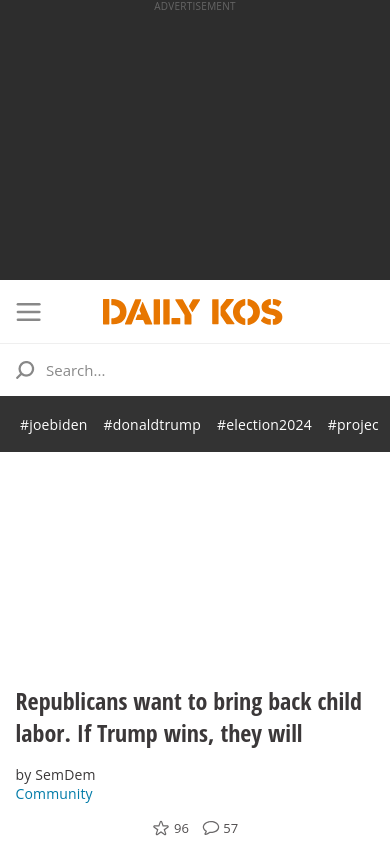 ADVERTISEMENT
DAILY KOS
Search...
#joebiden #donaldtrump #election2024 #projec
Republicans want to bring back child
labor. If Trump wins, they will
by SemDem
Community
96 57